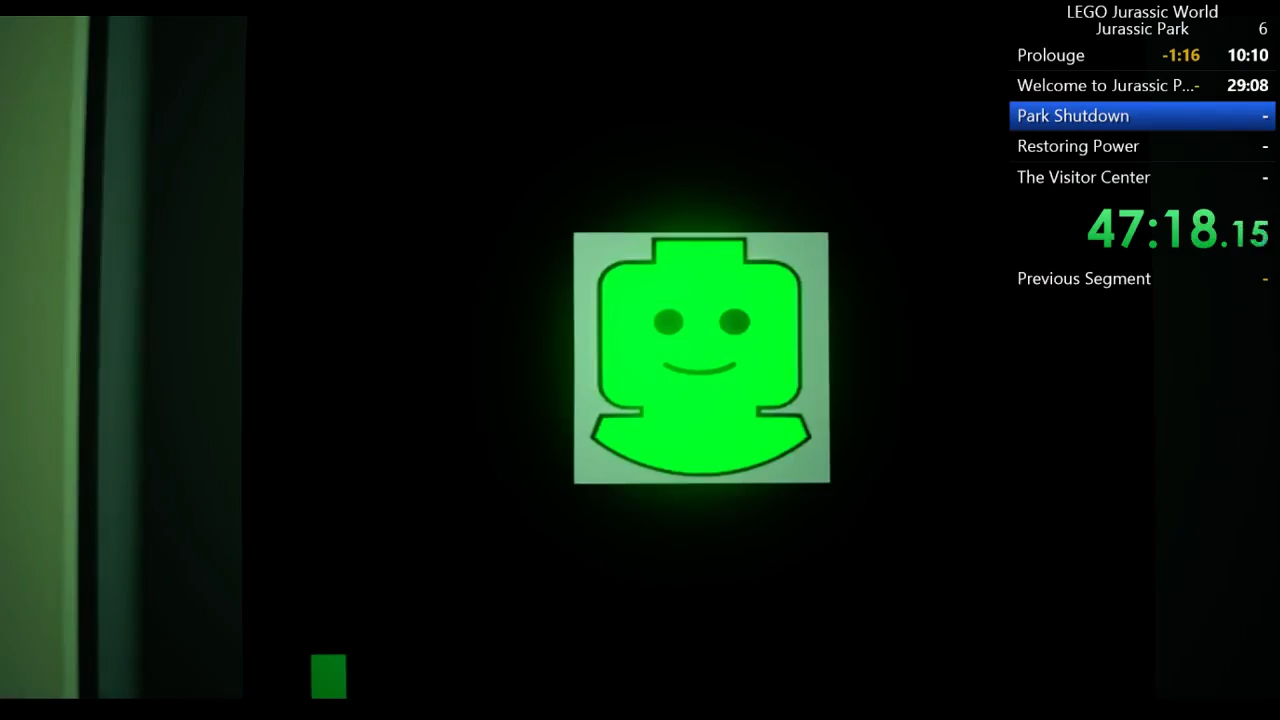 LEGO Jurassic World
Jurassic Park 6
Prolouge -1:16 10:10
Welcome to Jurassic P...- 29:08
Park Shutdown -
Restoring Power -
The Visitor Center -
47:18.15
Previous Segment -